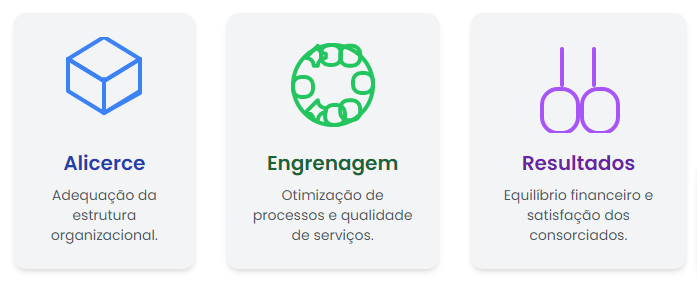 Alicerce
Adequação da
estrutura
organizacional.
Engrenagem
Otimização de
processos e qualidade
de serviços.
Resultados
Equilíbrio financeiro e
satisfação dos
consorciados.